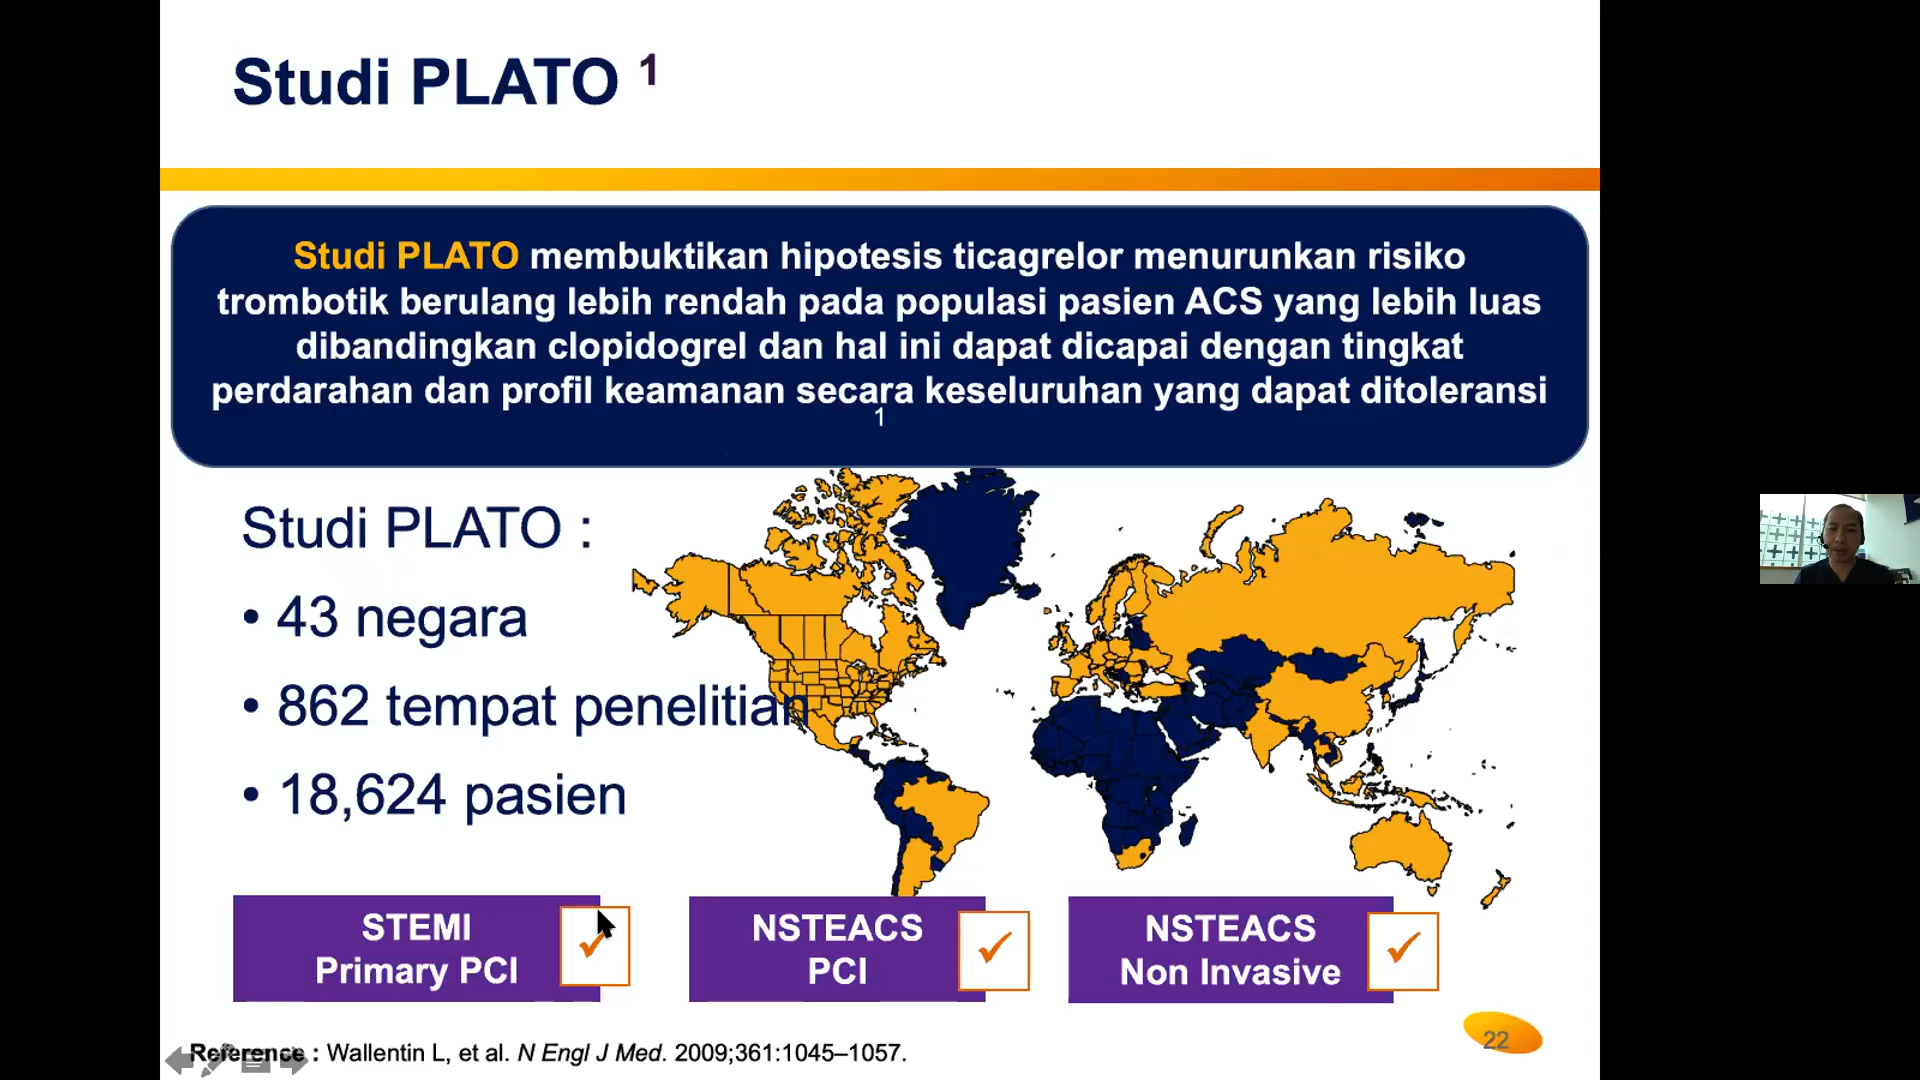 Studi PLATO 1
Studi PLATO membuktikan hipotesis ticagrelor menurunkan risiko
trombotik berulang lebih rendah pada populasi pasien ACS yang lebih luas
dibandingkan clopidogrel dan hal ini dapat dicapai dengan tingkat
perdarahan dan profil keamanan secara keseluruhan yang dapat ditoleransi
1
Studi PLATO :
• 43 negara
• 862 tempat penelitian
• 18,624 pasien
STEMI
Primary PCI
NSTEACS
PCI
NSTEACS
Non Invasive
Reference : Wallentin L, et al. N Engl J Med. 2009;361:1045–1057.
22